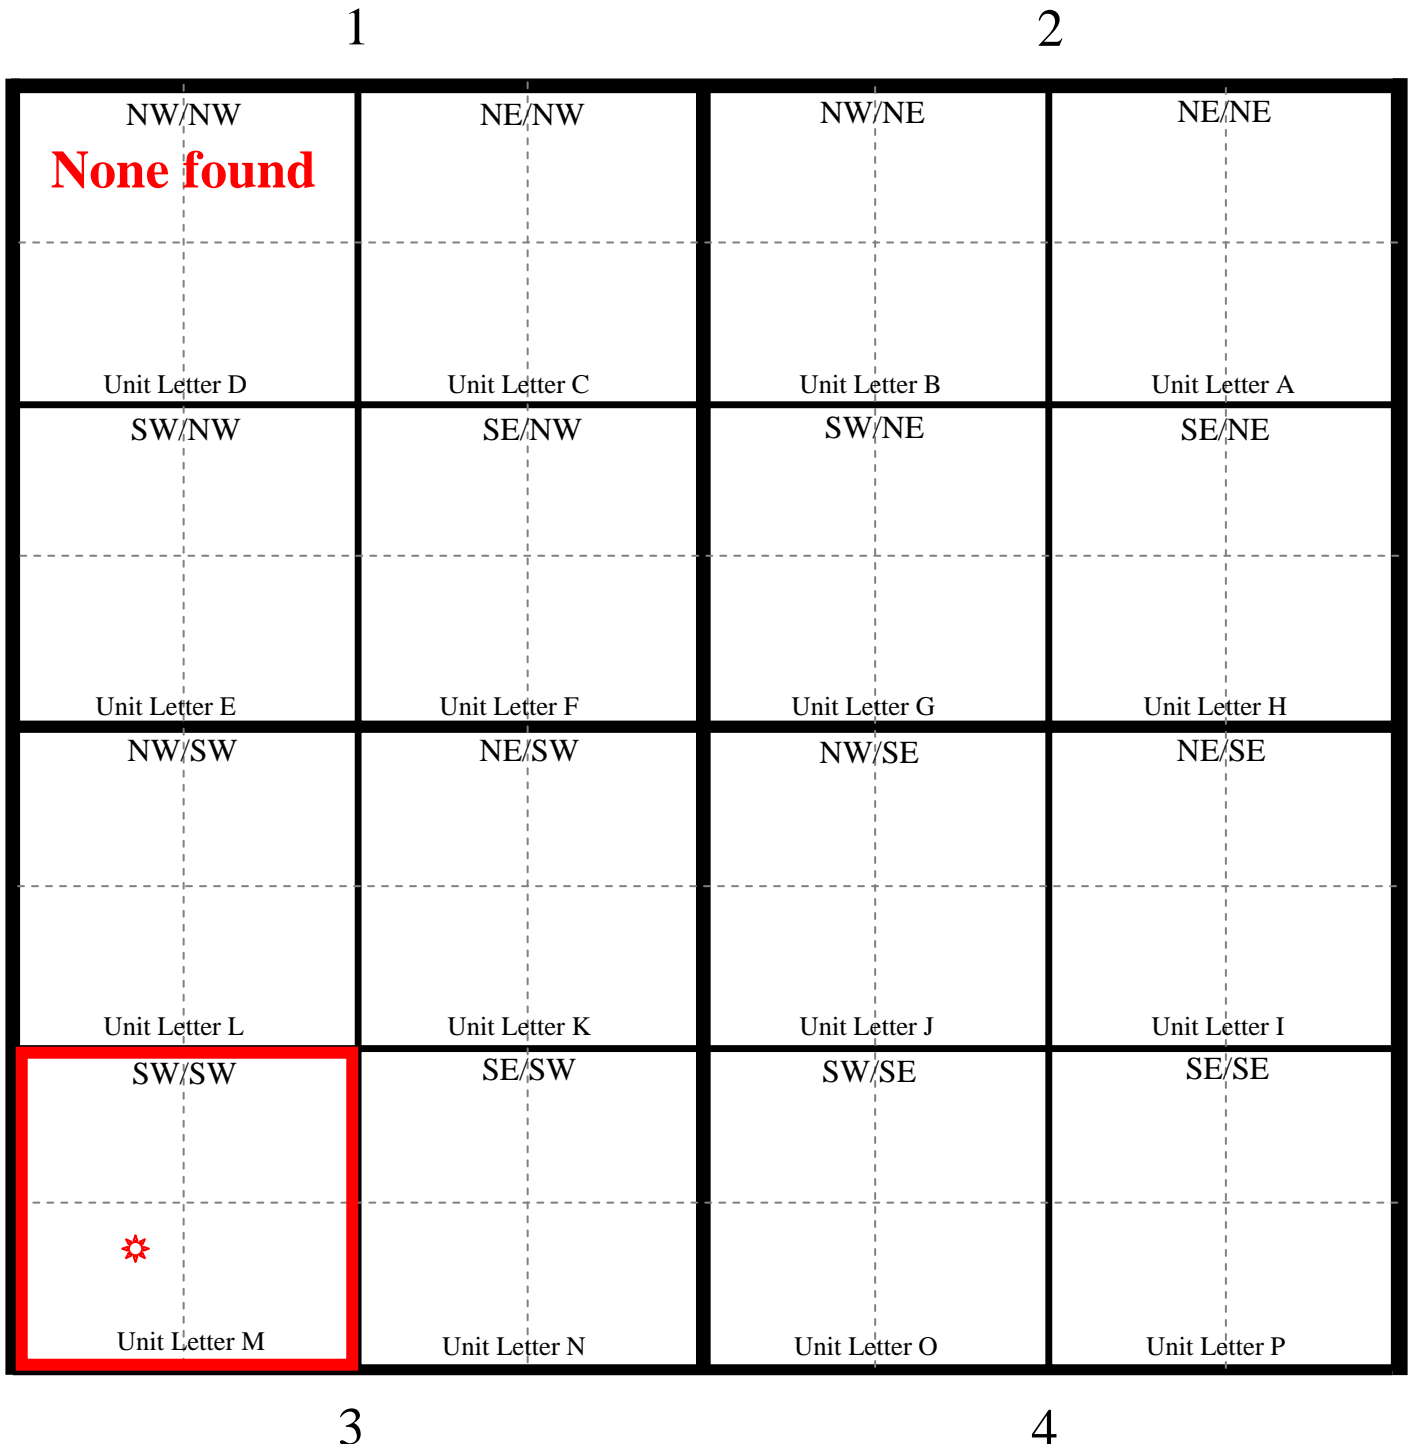 1 2
NW/NW NE/NW NW/NE NE/NE
None found
Unit Letter D Unit Letter C Unit Letter B Unit Letter A
SW/NW SE/NW SW/NE SE/NE
Unit Letter E Unit Letter F Unit Letter G Unit Letter H
NW/SW NE/SW NW/SE NE/SE
Unit Letter L Unit Letter K Unit Letter J Unit Letter I
SW/SW SE/SW SW/SE SE/SE
Unit Letter M Unit Letter N Unit Letter O Unit Letter P
3 4